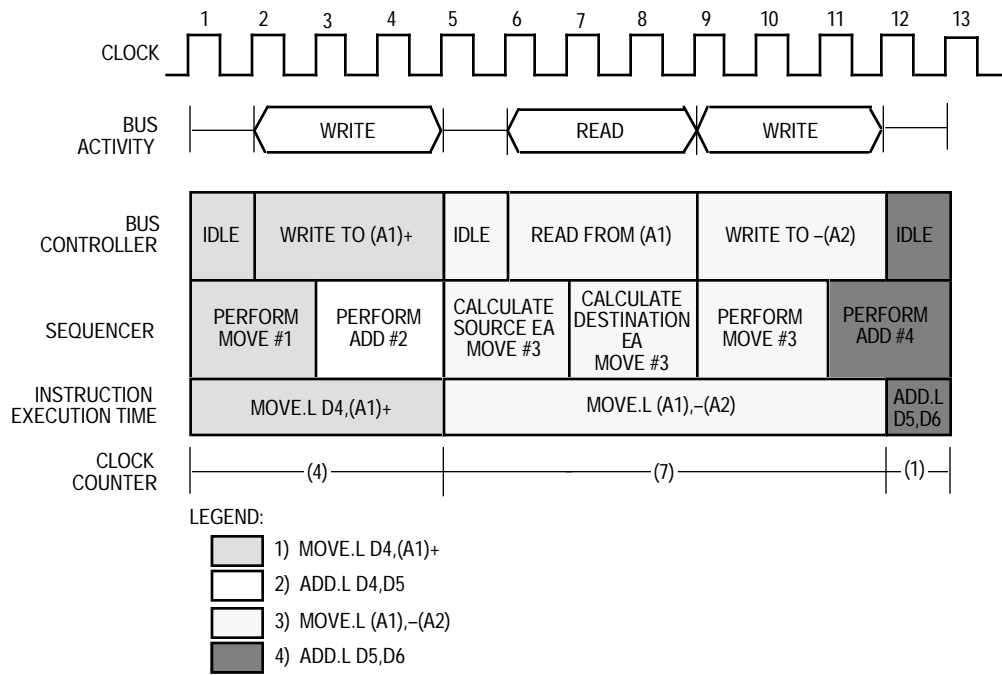 1 2 3 4 5 6 7 8 9 10 11 12 13
CLOCK
BUS
ACTIVITY
WRITE
READ
WRITE
BUS
CONTROLLER
IDLE
WRITE TO (A1)+
IDLE
READ FROM (A1)
WRITE TO –(A2)
IDLE
SEQUENCER
PERFORM
MOVE #1
PERFORM
ADD #2
CALCULATE
SOURCE EA
MOVE #3
CALCULATE
DESTINATION
EA
MOVE #3
PERFORM
MOVE #3
PERFORM
ADD #4
INSTRUCTION
EXECUTION TIME
MOVE.L D4,(A1)+
MOVE.L (A1),–(A2)
ADD.L
D5,D6
CLOCK
COUNTER
(4)
(7)
(1)
LEGEND:
1) MOVE.L D4,(A1)+
2) ADD.L D4,D5
3) MOVE.L (A1),–(A2)
4) ADD.L D5,D6